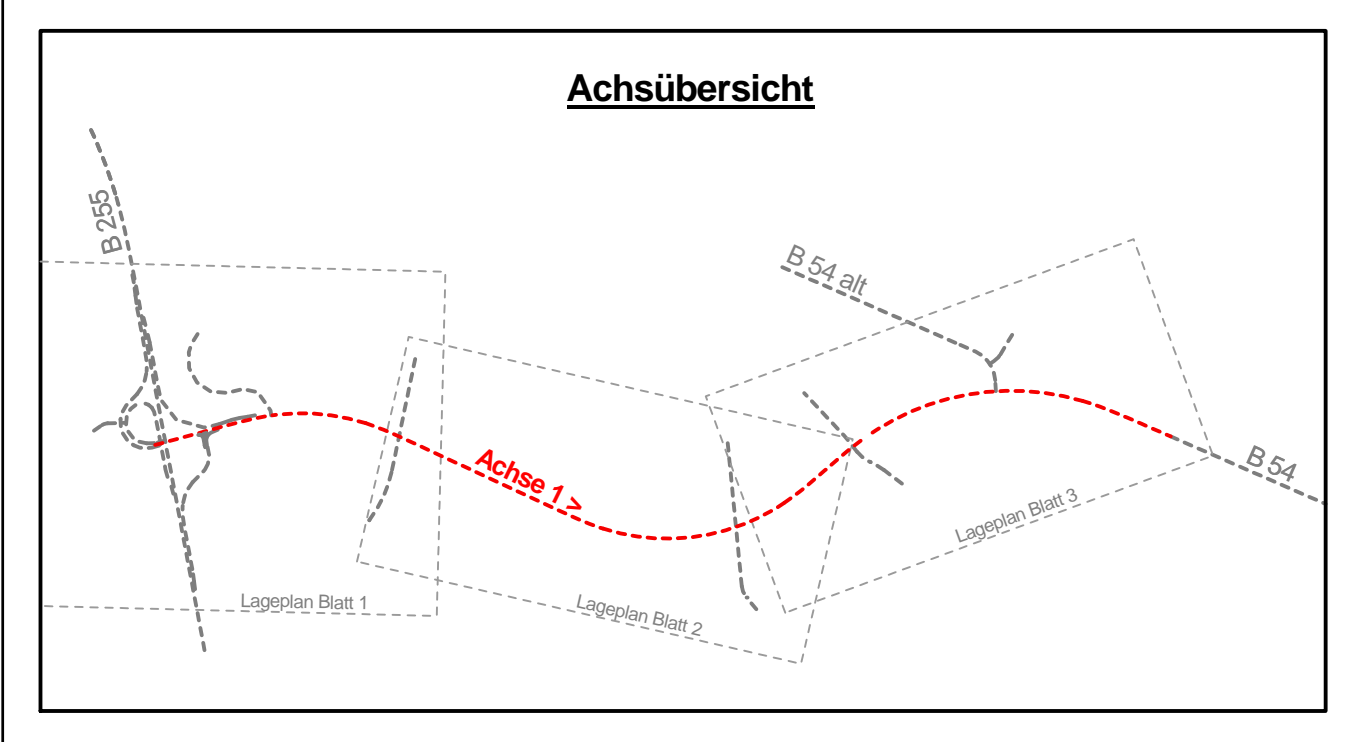 Achsübersicht
B 255
B 54 alt
Achse 1 >
B 54
Lageplan Blatt 1
Lageplan Blatt 2
Lageplan Blatt 3